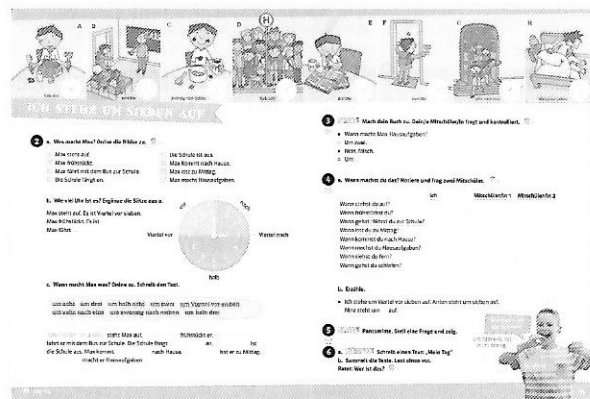 A B C D E F G H
H
halb acht
ICH STEHE UM SIEBEN AUF
2 a. Was macht Max? Ordne die Bilder zu.
Max steht auf.
Max frühstückt.
Max fährt mit dem Bus zur Schule.
Die Schule fängt an.
Die Schule ist aus.
Max kommt nach Hause.
Max isst zu Mittag.
Max macht Hausaufgaben.
b. Wie viel Uhr ist es? Ergänze die Sätze aus a.
Max steht auf. Es ist Viertel vor sieben.
Max frühstückt. Es ist
Max fährt
vor
nach
Viertel vor
Viertel nach
halb
c. Wann macht Max was? Ordne zu. Schreib den Text.
um acht um drei um halb acht um zwei um Viertel vor sieben
um acht nach eins um zwanzig nach sieben um halb drei
steht Max auf. frühstückt er.
fährt er mit dem Bus zur Schule. Die Schule fängt an. ist
die Schule aus. Max kommt nach Hause. isst er zu Mittag.
macht er Hausaufgaben
3 Mach dein Buch zu. Dein/e Mitschüler/in fragt und kontrolliert.
Wann macht Max Hausaufgaben?
Um zwei.
Nein, falsch.
Um
4 a. Wann machst du das? Notiere und frag zwei Mitschüler.
ich Mitschüler/in 1 Mitschüler/in 2
Wann stehst du auf?
Wann frühstückst du?
Wann gehst / fährst du zur Schule?
Wann isst du zu Mittag?
Wann kommst du nach Hause?
Wann machst du Hausaufgaben?
Wann siehst du fern?
Wann gehst du schlafen?
b. Erzähle.
Ich stehe um Viertel vor sieben auf. Anton steht um sieben auf.
Nina steht um auf.
5 Pantomime. Stell eine Frage und zeig.
6 a. Schreib einen Text: „Mein Tag"
b. Sammelt die Texte. Lest einen vor.
Ratet: Wer ist das?